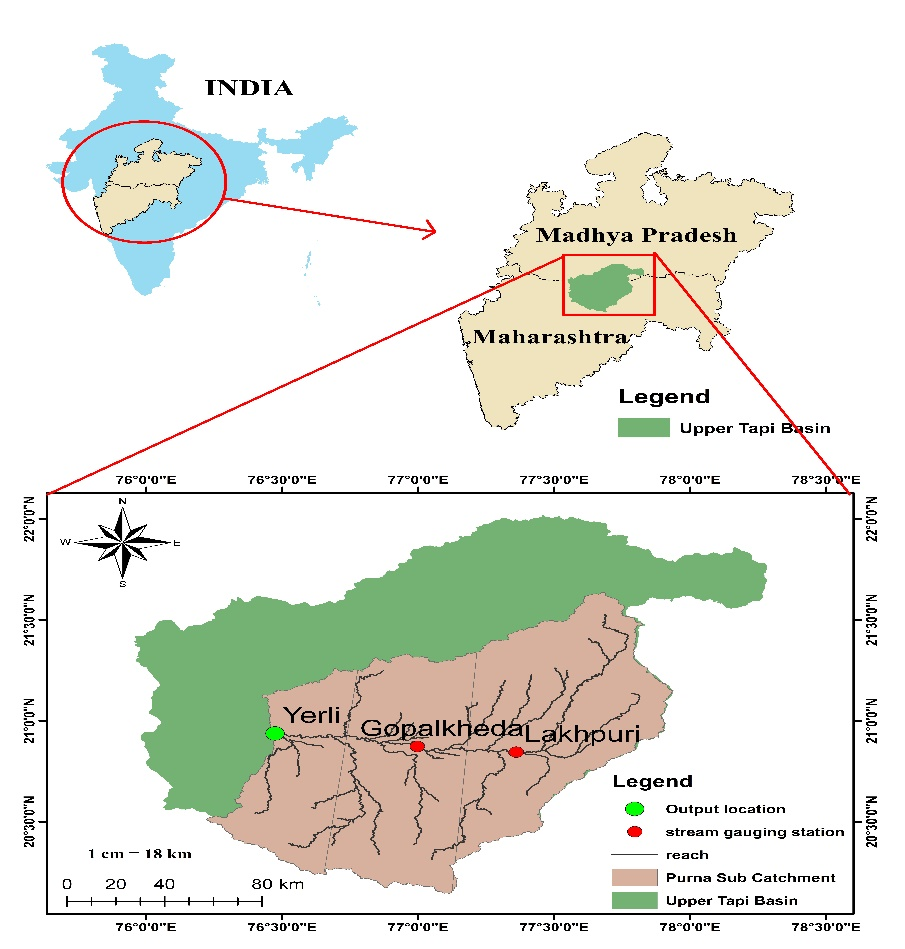 INDIA
Madhya Pradesh
Maharashtra
Legend
Upper Tapi Basin
76°0'0"E 76°30'0"E 77°0'0"E 77°30'0"E 78°0'0"E 78°30'0"E
N
W E
S
22°0'0"N 22°0'0"N
21°30'0"N 21°30'0"N
21°0'0"N 21°0'0"N
20°30'0"N 20°30'0"N
Yerli
Gopalkheda
Lakhpuri
Legend
Output location
stream gauging station
reach
Purna Sub Catchment
Upper Tapi Basin
1 cm = 18 km
0 20 40 80 km
76°0'0"E 76°30'0"E 77°0'0"E 77°30'0"E 78°0'0"E 78°30'0"E